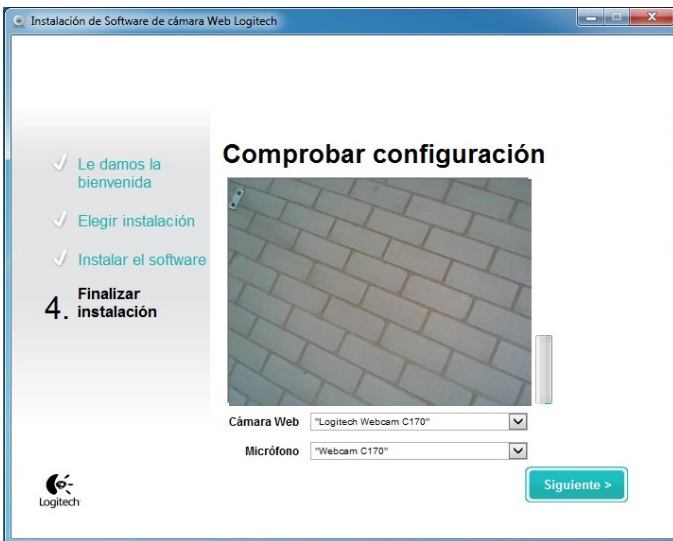 Instalación de Software de cámara Web Logitech
Le damos la
bienvenida
Elegir instalación
Instalar el software
4. Finalizar
instalación
Comprobar configuración
Cámara Web "Logitech Webcam C170"
Micrófono "Webcam C170"
Logitech
Siguiente >